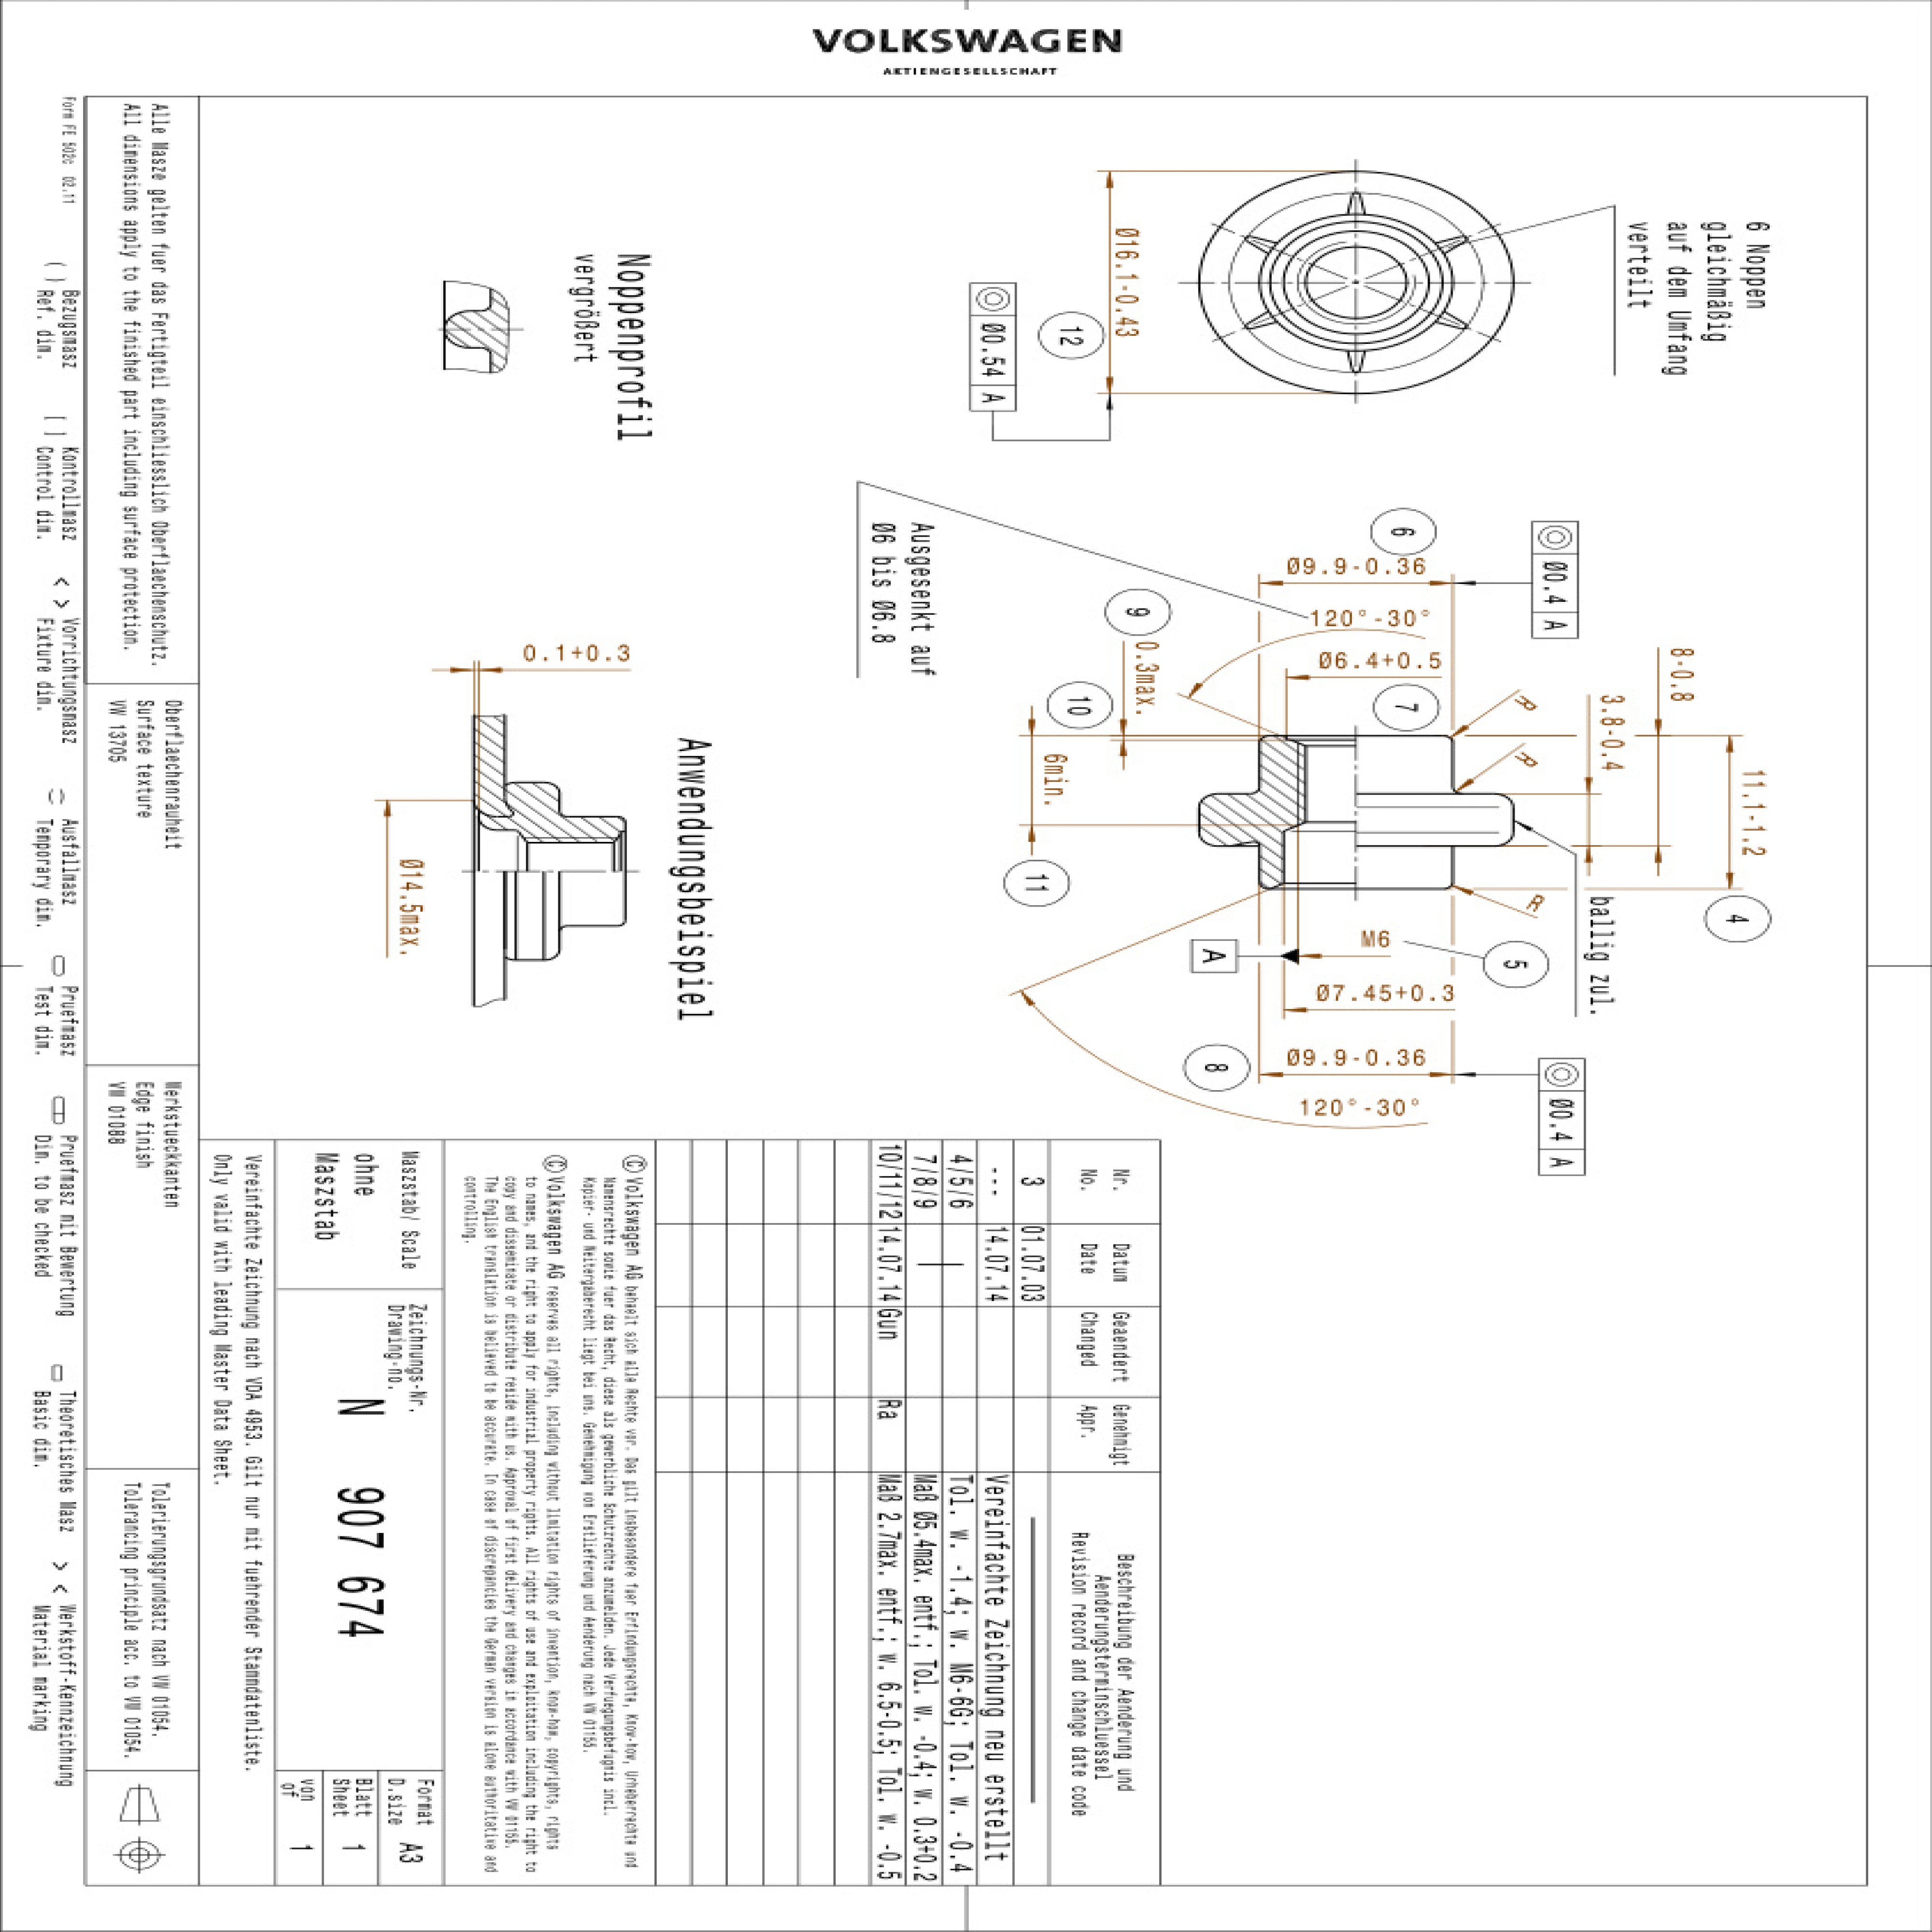 VOLKSWAGEN
AKTIENGESELLSCHAFT
6 Noppen
gleichmäßig
auf dem Umfang
verteilt
Ø16.1-0.43
12
Ø0.54 A
Noppenprofil
vergrößert
Ø0.4 A
6
Ø9.9-0.36
120°-30°
Ø6.4+0.5
7
9
0.3max.
10
6min.
11
Ausgesenkt auf
Ø6 bis Ø6.8
R
R
R
8-0.8
3.8-0.4
11.1-1.2
4
ballig zul.
M6
5
A
Ø7.45+0.3
Ø9.9-0.36
8
120°-30°
Ø0.4 A
Anwendungsbeispiel
0.1+0.3
Ø14.5max.
Nr. Datum Geaendert Genehmigt Beschreibung der Aenderung und
Aenderungsterminschluessel
No. Date Changed Appr. Revision record and change date code
3 01.07.03
--- 14.07.14 Vereinfachte Zeichnung neu erstellt
4/5/6 Tol. w. -1.4; w. M6-6G; Tol. w. -0.4
7/8/9 Maß Ø5.4max. entf.; Tol. w. -0.4; w. 0.3+0.2
10/11/12 14.07.14 Gun Ra Maß 2.7max. entf.; w. 6.5-0.5; Tol. w. -0.5
© Volkswagen AG behaelt sich alle Rechte vor. Das gilt insbesondere fuer Erfindungsrechte, Know-how, Urheberrechte und
Namensrechte sowie fuer das Recht, diese als gewerbliche Schutzrechte anzumelden. Jede Verfuegungsbefugnis incl.
Kopier- und Weitergaberecht liegt bei uns. Genehmigung von Erstlieferung und Aenderung nach VW 01155.
© Volkswagen AG reserves all rights, including without limitation rights of invention, know-how, copyrights, rights
to names, and the right to apply for industrial property rights. All rights of use and exploitation including the right to
copy and disseminate or distribute reside with us. Approval of first delivery and changes in accordance with VW 01155.
The English translation is believed to be accurate. In case of discrepancies the German version is alone authoritative and
controlling.
Maszstab/ Scale
ohne
Maszstab
Zeichnungs-Nr.
Drawing-no.
N 907 674
Format
D.size A3
Blatt
Sheet 1
von
of 1
Vereinfachte Zeichnung nach VDA 4953. Gilt nur mit fuehrender Stammdatenliste.
Only valid with leading Master Data Sheet.
Alle Masze gelten fuer das Fertigteil einschliesslich Oberflaechenschutz.
All dimensions apply to the finished part including surface protection.
Oberflaechenrauheit
Surface texture
VW 13705
Werkstueckkanten
Edge finish
VW 01088
Tolerierungsgrundsatz nach VW 01054.
Tolerancing principle acc. to VW 01054.
Form FE 502c 02.11
( ) Bezugsmasz
Ref. dim.
[ ] Kontrollmasz
Control dim.
< > Vorrichtungsmasz
Fixture dim.
Ausfallmasz
Temporary dim.
Pruefmasz
Test dim.
Pruefmasz mit Bewertung
Dim. to be checked
Theoretisches Masz
Basic dim.
> < Werkstoff-Kennzeichnung
Material marking